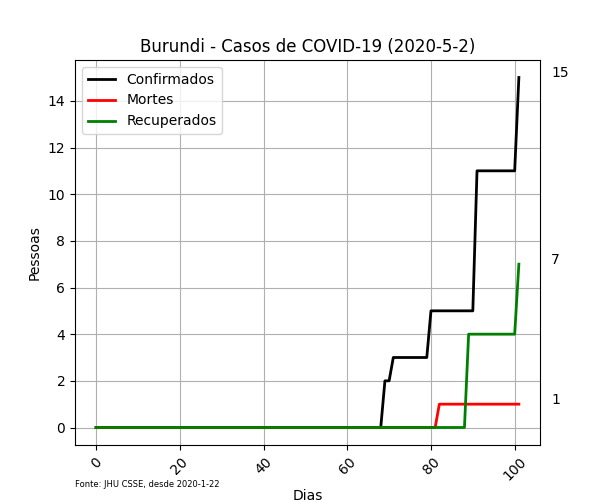 Burundi - Casos de COVID-19 (2020-5-2)
Confirmados
Mortes
Recuperados
15
7
1
14
12
10
8
6
4
2
0
Pessoas
0
20
40
60
80
100
Dias
Fonte: JHU CSSE, desde 2020-1-22